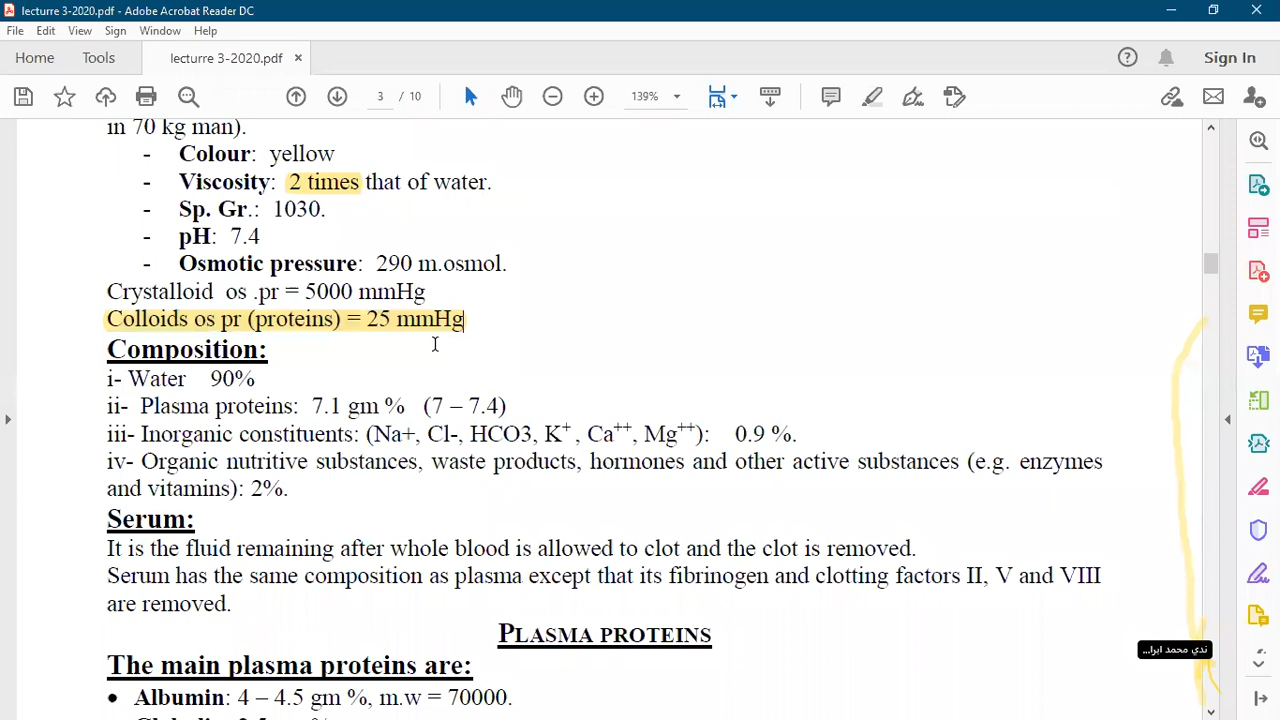 lecturre 3-2020.pdf - Adobe Acrobat Reader DC
File Edit View Sign Window Help
Home Tools lecturre 3-2020.pdf × Sign In
3 / 10 139%
in 70 kg man).
- Colour: yellow
- Viscosity: 2 times that of water.
- Sp. Gr.: 1030.
- pH: 7.4
- Osmotic pressure: 290 m.osmol.
Crystalloid os .pr = 5000 mmHg
Colloids os pr (proteins) = 25 mmHg
Composition:
i- Water 90%
ii- Plasma proteins: 7.1 gm % (7 – 7.4)
iii- Inorganic constituents: (Na+, Cl-, HCO3, K+ , Ca++, Mg++): 0.9 %.
iv- Organic nutritive substances, waste products, hormones and other active substances (e.g. enzymes
and vitamins): 2%.
Serum:
It is the fluid remaining after whole blood is allowed to clot and the clot is removed.
Serum has the same composition as plasma except that its fibrinogen and clotting factors II, V and VIII
are removed.
PLASMA PROTEINS
ندي محمد ابرا...
The main plasma proteins are:
• Albumin: 4 – 4.5 gm %, m.w = 70000.